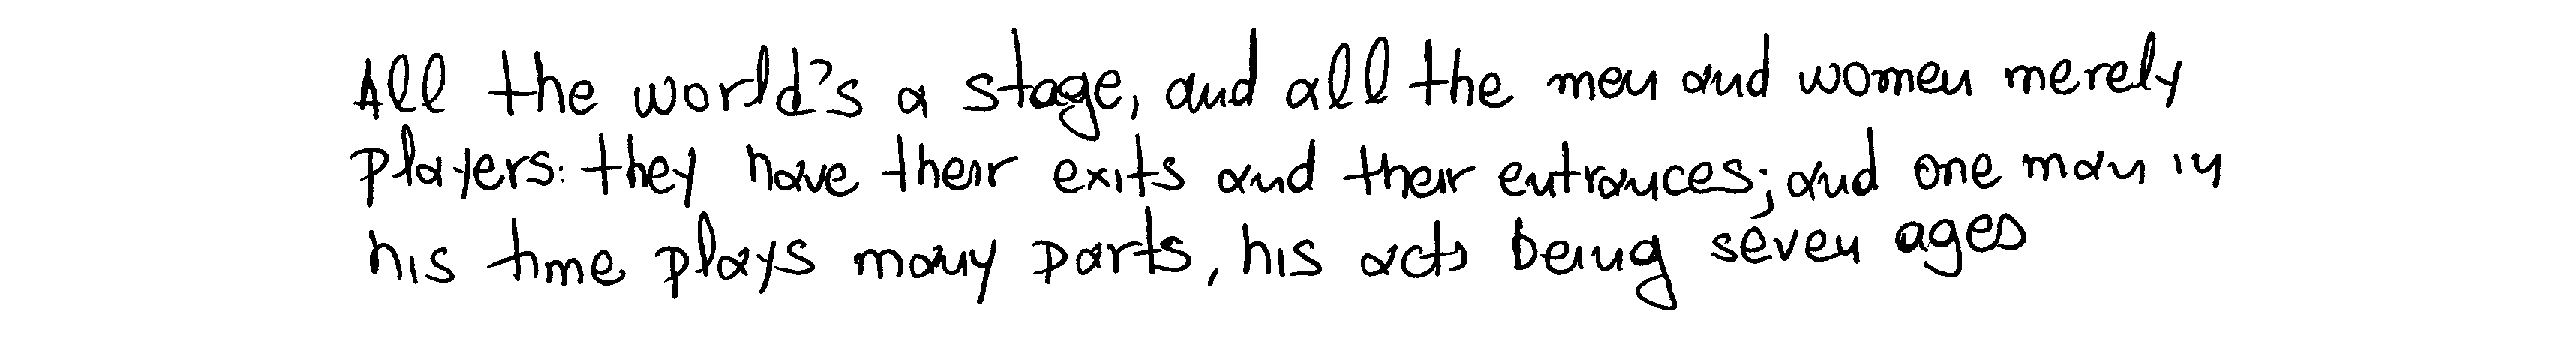 All the world's a stage, and all the men and women merely
players: they have their exits and their entrances; and one man in
his time plays many parts, his acts being seven ages